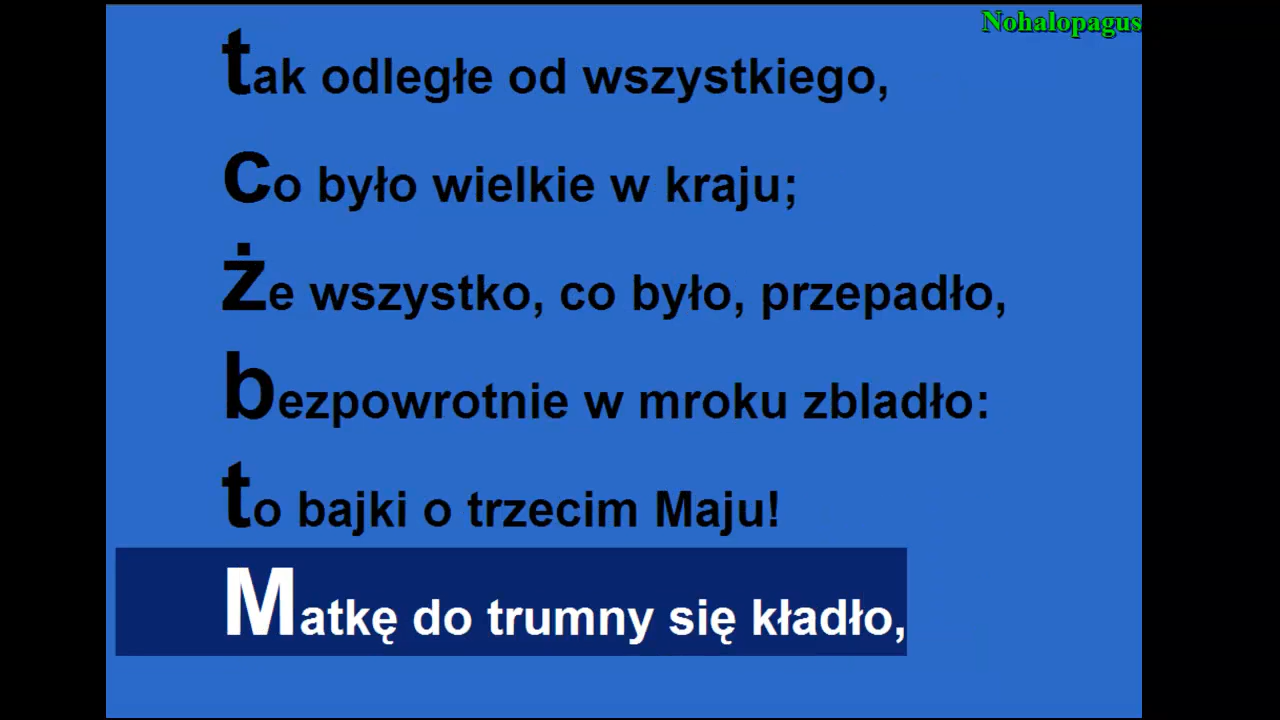 Nohalopagus
tak odległe od wszystkiego,
co było wielkie w kraju;
że wszystko, co było, przepadło,
bezpowrotnie w mroku zbladło:
to bajki o trzecim Maju!
Matkę do trumny się kładło,